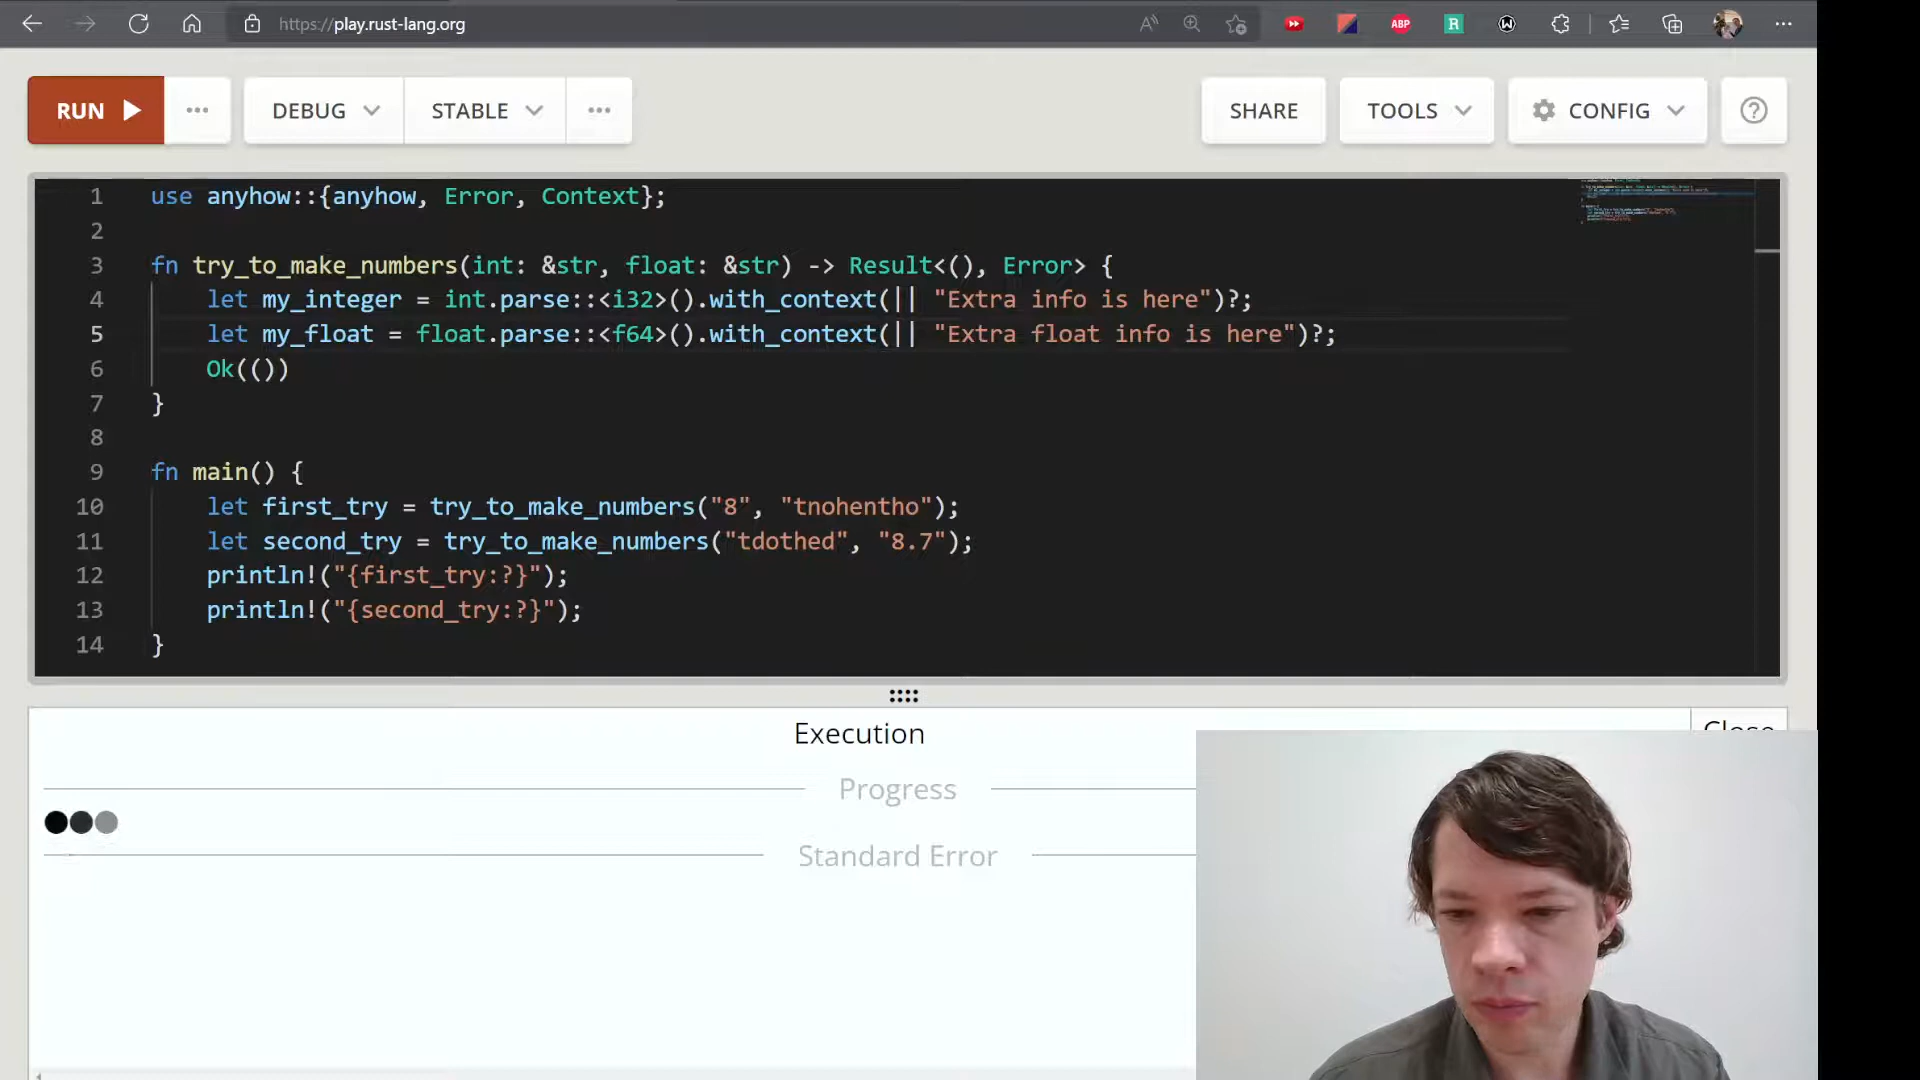 https://play.rust-lang.org
ABP
R
RUN
DEBUG
STABLE
SHARE
TOOLS
CONFIG
1 use anyhow::{anyhow, Error, Context};
2
3 fn try_to_make_numbers(int: &str, float: &str) -> Result<(), Error> {
4     let my_integer = int.parse::<i32>().with_context(|| "Extra info is here")?;
5     let my_float = float.parse::<f64>().with_context(|| "Extra float info is here")?;
6     Ok(())
7 }
8
9 fn main() {
10     let first_try = try_to_make_numbers("8", "tnohentho");
11     let second_try = try_to_make_numbers("tdothed", "8.7");
12     println!("{first_try:?}");
13     println!("{second_try:?}");
14 }
Execution
Close
Progress
Standard Error